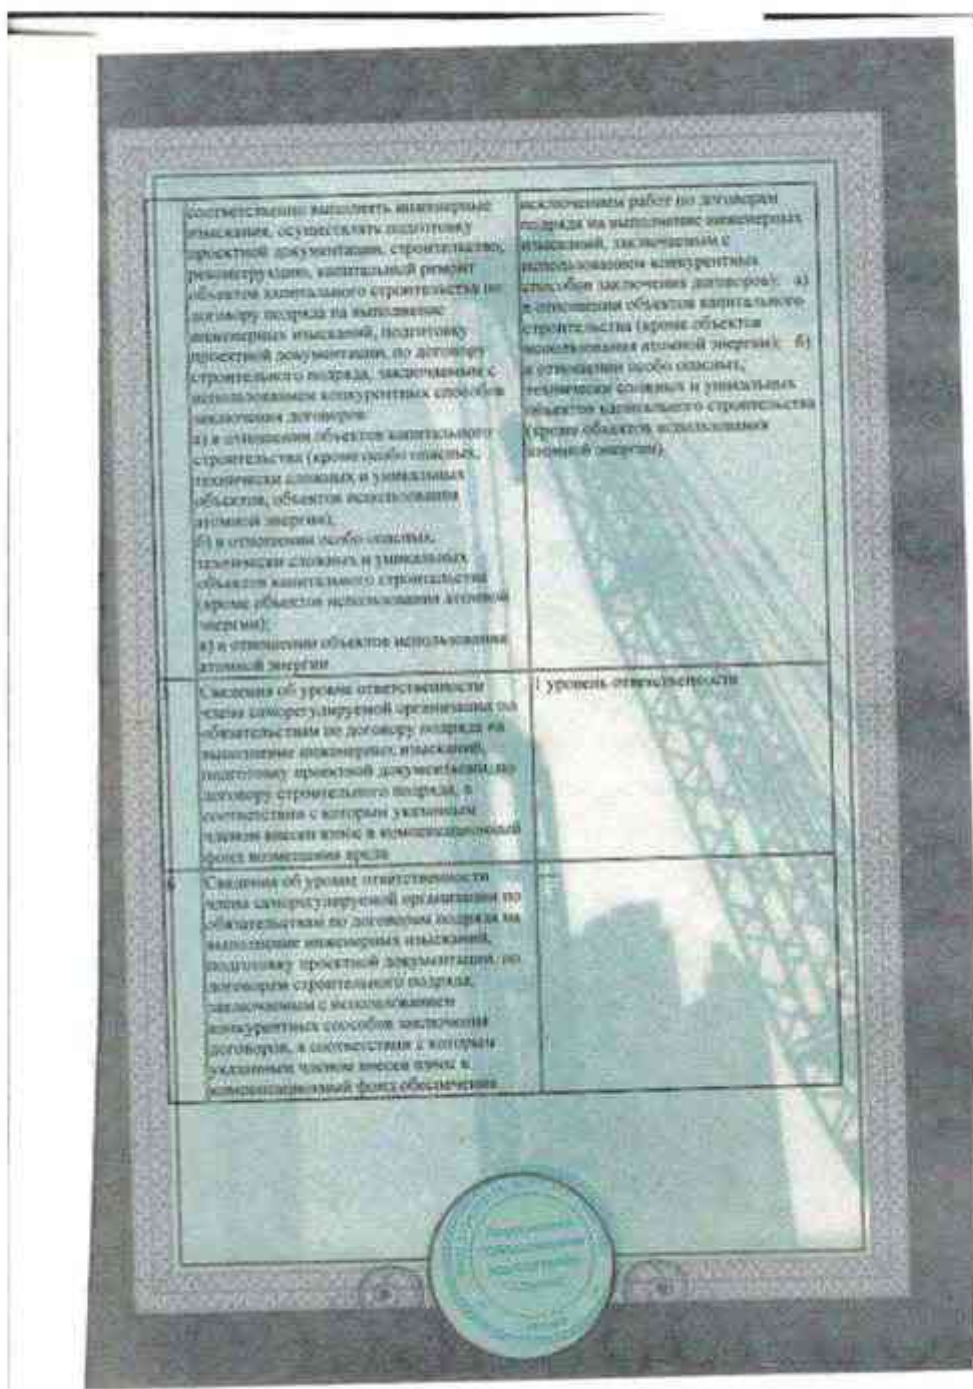 соответственно выполнять инженерные
изыскания, осуществлять подготовку
проектной документации, строительство,
реконструкцию, капитальный ремонт
объектов капитального строительства по
договору подряда на выполнение
инженерных изысканий, подготовку
проектной документации, по договору
строительного подряда, заключаемым с
использованием конкурентных способов
заключения договоров
а) в отношении объектов капитального
строительства (кроме особо опасных,
технически сложных и уникальных
объектов, объектов использования
атомной энергии);
б) в отношении особо опасных,
технически сложных и уникальных
объектов капитального строительства
(кроме объектов использования атомной
энергии);
в) в отношении объектов использования
атомной энергии
исключением работ по договорам
подряда на выполнение инженерных
изысканий, заключаемым с
использованием конкурентных
способов заключения договоров): а)
в отношении объектов капитального
строительства (кроме объектов
использования атомной энергии); б)
в отношении особо опасных,
технически сложных и уникальных
объектов капитального строительства
(кроме объектов использования
атомной энергии)
Сведения об уровне ответственности
члена саморегулируемой организации по
обязательствам по договору подряда на
выполнение инженерных изысканий,
подготовку проектной документации, по
договору строительного подряда, в
соответствии с которым указанным
членом внесен взнос в компенсационный
фонд возмещения вреда
1 уровень ответственности
6
Сведения об уровне ответственности
члена саморегулируемой организации по
обязательствам по договорам подряда на
выполнение инженерных изысканий,
подготовку проектной документации, по
договорам строительного подряда,
заключаемым с использованием
конкурентных способов заключения
договоров, в соответствии с которым
указанным членом внесен взнос в
компенсационный фонд обеспечения